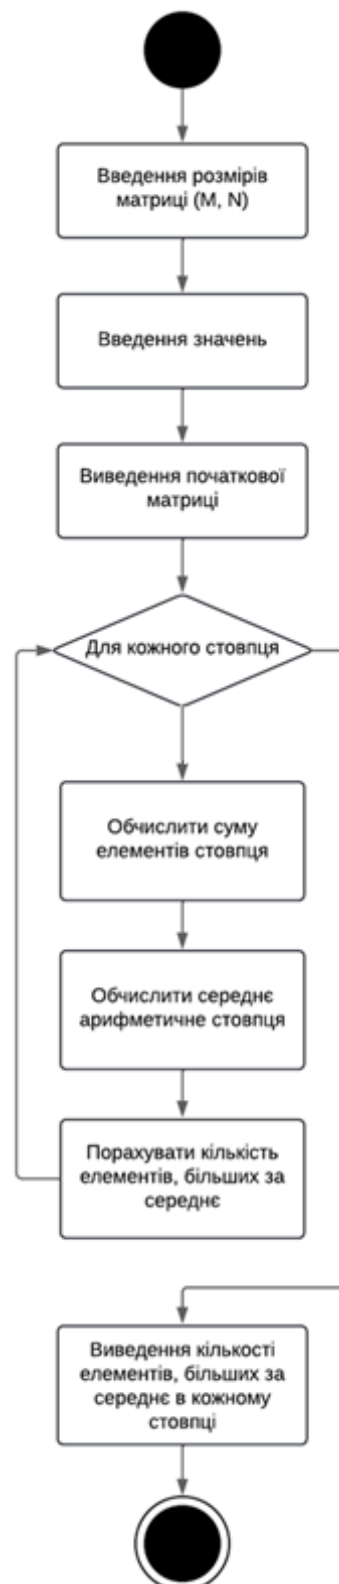 Введення розмірів
матриці (M, N)
Введення значень
Виведення початкової
матриці
Для кожного стовпця
Обчислити суму
елементів стовпця
Обчислити середнє
арифметичне стовпця
Порахувати кількість
елементів, більших за
середнє
Виведення кількості
елементів, більших за
середнє в кожному
стовпці